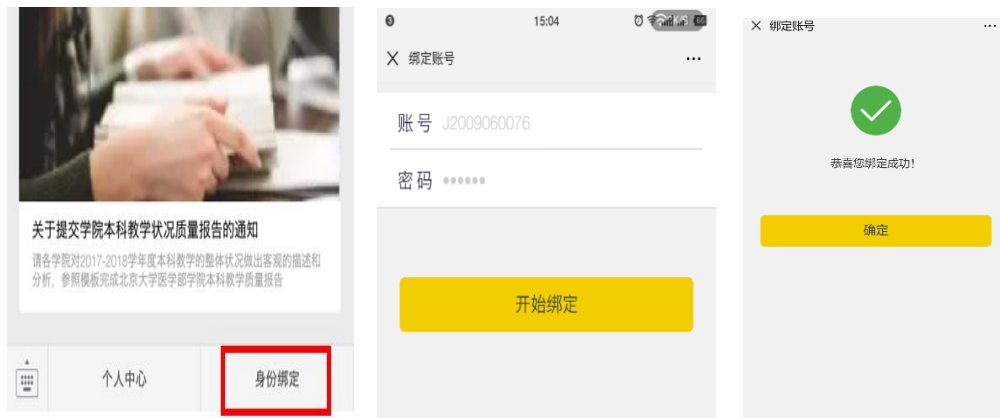 关于提交学院本科教学状况质量报告的通知
请各学院对2017-2018学年度本科教学的整体状况做出客观的描述和
分析，参照模板完成北京大学医学部学院本科教学质量报告
个人中心
身份绑定
15:04
绑定账号
账号 J2009060076
密码 ••••••
开始绑定
绑定账号
恭喜您绑定成功!
确定